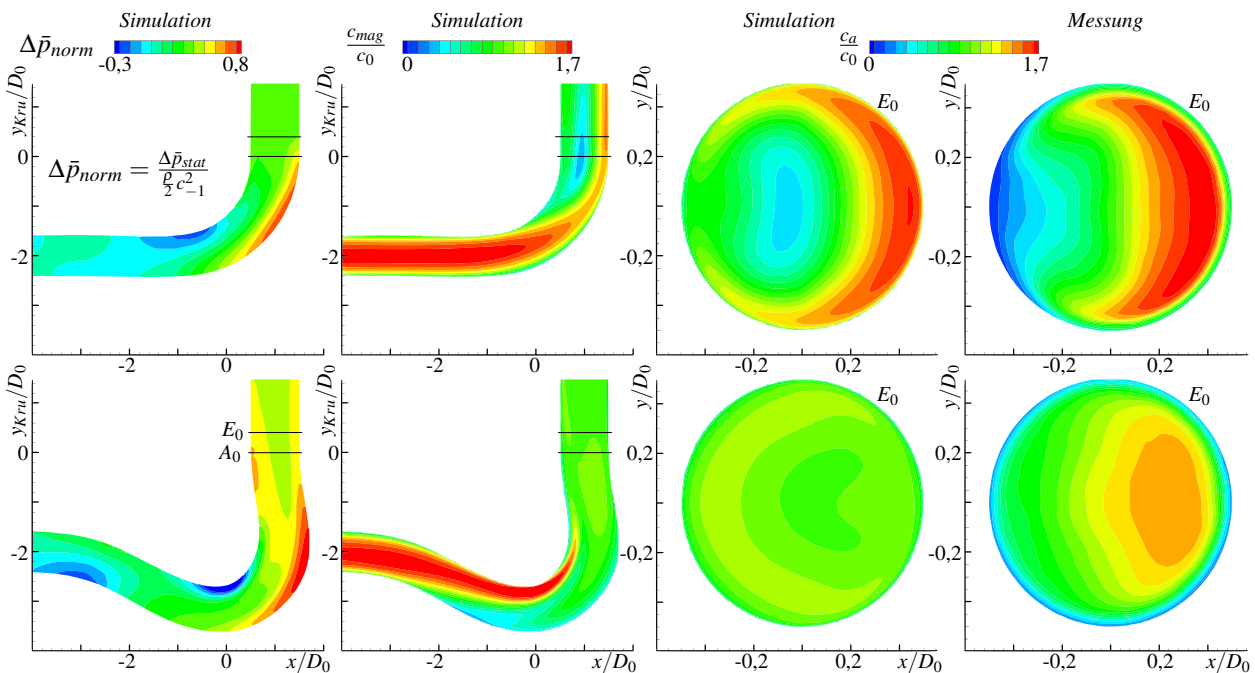 Simulation Simulation Simulation Messung
Δp̄norm -0,3 0,8
cmag/c0 0 1,7
ca/c0 0 1,7
yKru/D0 yKru/D0 y/D0 y/D0
E0 E0
0 0 0,2 0,2
Δp̄norm = Δp̄stat / (ρ/2 c²−1)
-2 -2 -0,2 -0,2
-2 0 -2 0 -0,2 0,2 -0,2 0,2
yKru/D0 yKru/D0 y/D0 y/D0
E0 E0 E0
A0
0 0 0,2 0,2
-2 -2 -0,2 -0,2
-2 0 x/D0 -2 0 x/D0 -0,2 0,2 x/D0 -0,2 0,2 x/D0